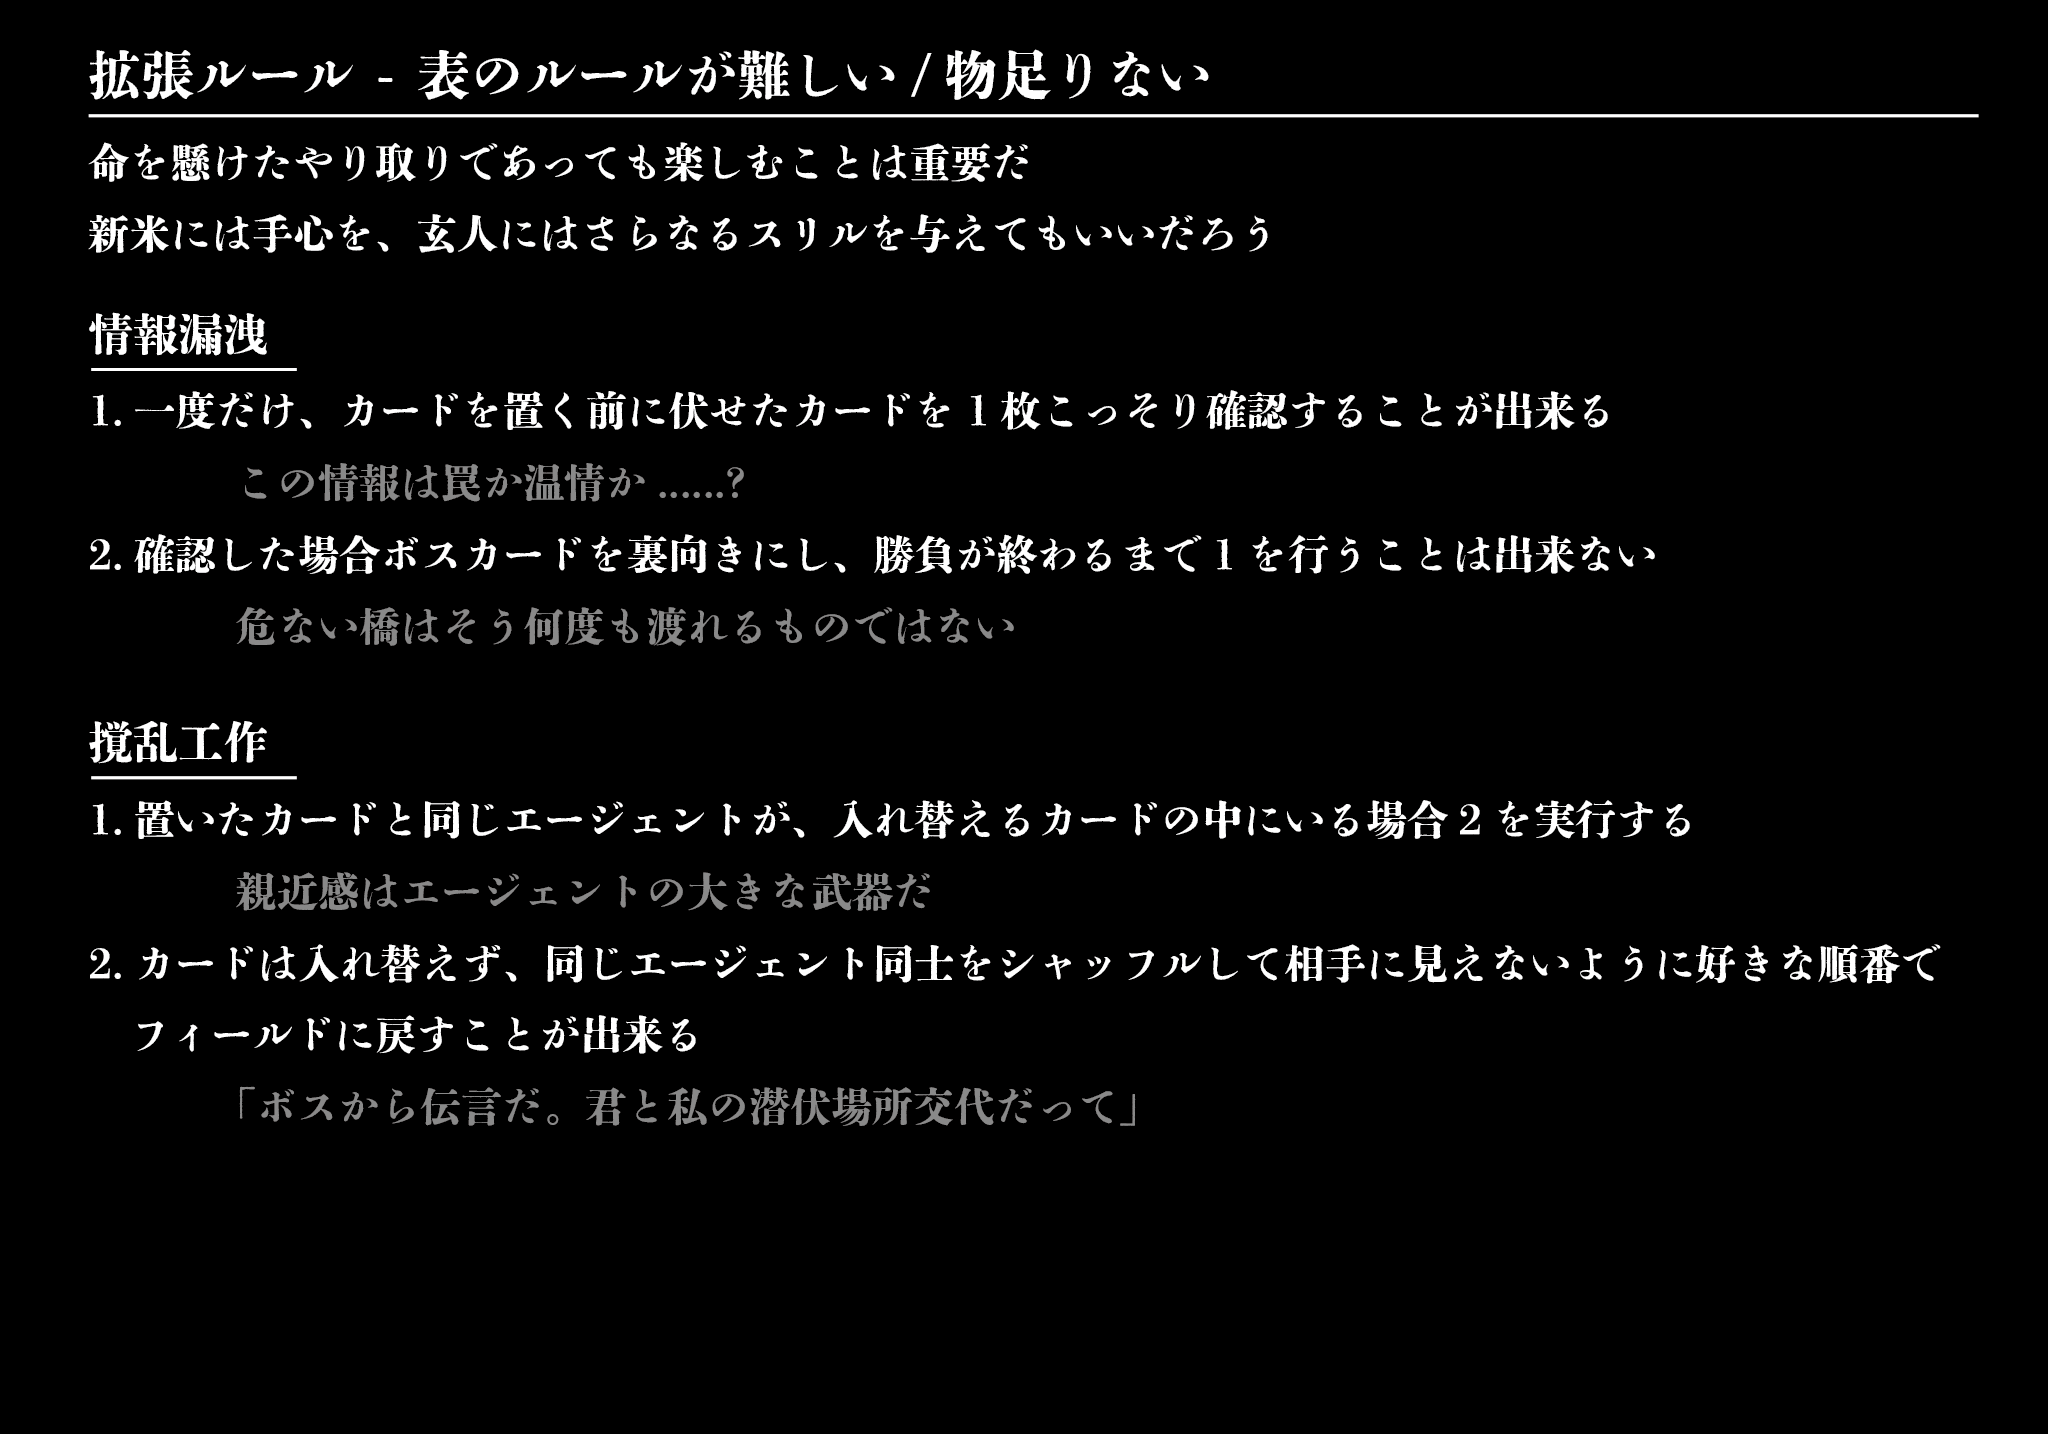 拡張ルール - 表のルールが難しい / 物足りない
命を懸けたやり取りであっても楽しむことは重要だ
新米には手心を、玄人にはさらなるスリルを与えてもいいだろう
情報漏洩
1. 一度だけ、カードを置く前に伏せたカードを 1 枚こっそり確認することが出来る
この情報は罠か温情か ......?
2. 確認した場合ボスカードを裏向きにし、勝負が終わるまで 1 を行うことは出来ない
危ない橋はそう何度も渡れるものではない
撹乱工作
1. 置いたカードと同じエージェントが、入れ替えるカードの中にいる場合 2 を実行する
親近感はエージェントの大きな武器だ
2. カードは入れ替えず、同じエージェント同士をシャッフルして相手に見えないように好きな順番で
フィールドに戻すことが出来る
「ボスから伝言だ。君と私の潜伏場所交代だって」